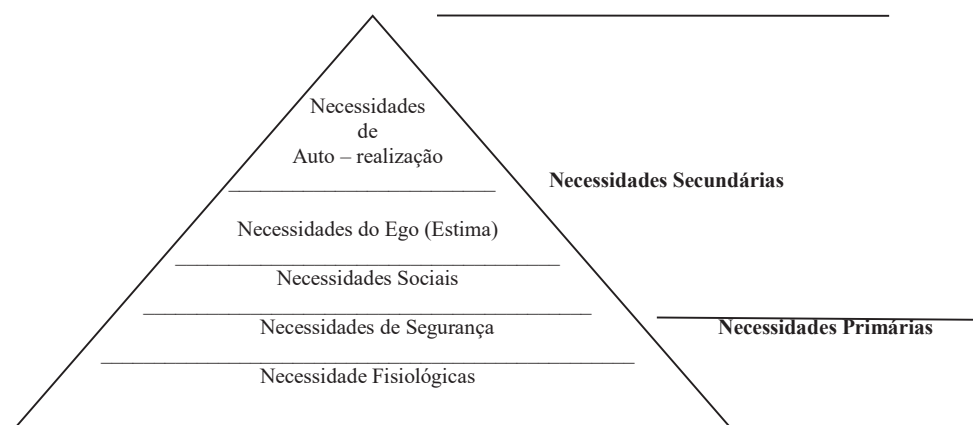 Necessidades
de
Auto – realização
Necessidades Secundárias
Necessidades do Ego (Estima)
Necessidades Sociais
Necessidades de Segurança
Necessidades Primárias
Necessidade Fisiológicas